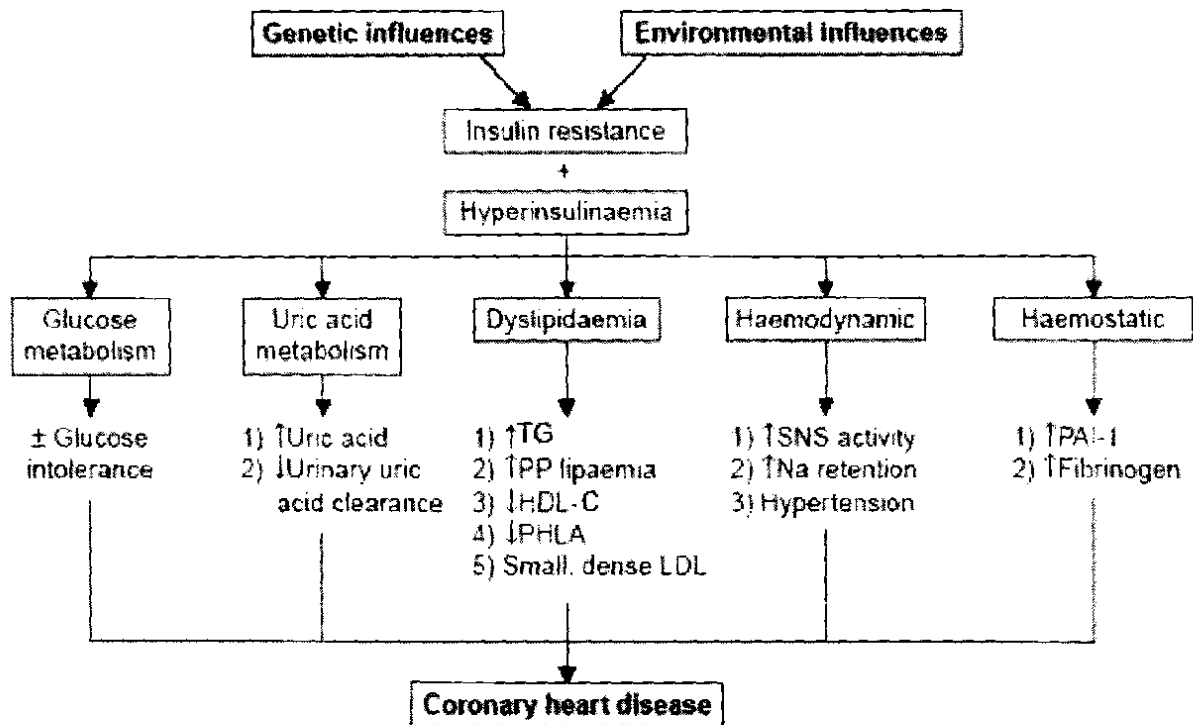 Genetic influences
Environmental influences
Insulin resistance
+
Hyperinsulinaemia
Glucose
metabolism
Uric acid
metabolism
Dyslipidaemia
Haemodynamic
Haemostatic
± Glucose
intolerance
1) ↑Uric acid
2) ↓Urinary uric
acid clearance
1) ↑TG
2) ↑PP lipaemia
3) ↓HDL-C
4) ↓PHLA
5) Small, dense LDL
1) ↑SNS activity
2) ↑Na retention
3) Hypertension
1) ↑PAI-1
2) ↑Fibrinogen
Coronary heart disease